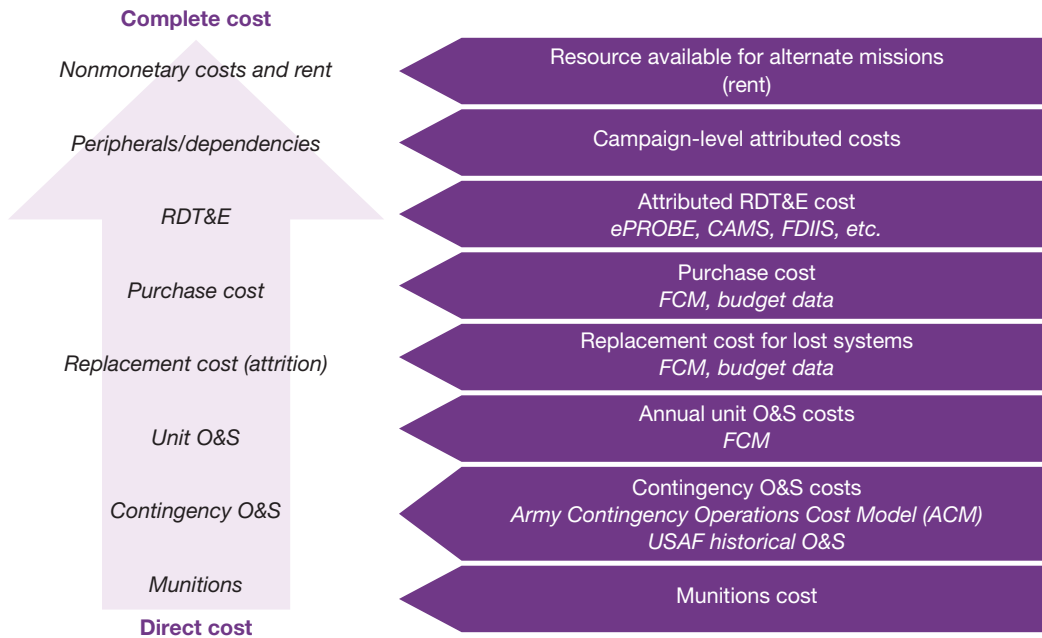 Complete cost
Nonmonetary costs and rent
Resource available for alternate missions
(rent)
Peripherals/dependencies
Campaign-level attributed costs
RDT&E
Attributed RDT&E cost
ePROBE, CAMS, FDIIS, etc.
Purchase cost
Purchase cost
FCM, budget data
Replacement cost (attrition)
Replacement cost for lost systems
FCM, budget data
Unit O&S
Annual unit O&S costs
FCM
Contingency O&S
Contingency O&S costs
Army Contingency Operations Cost Model (ACM)
USAF historical O&S
Munitions
Munitions cost
Direct cost